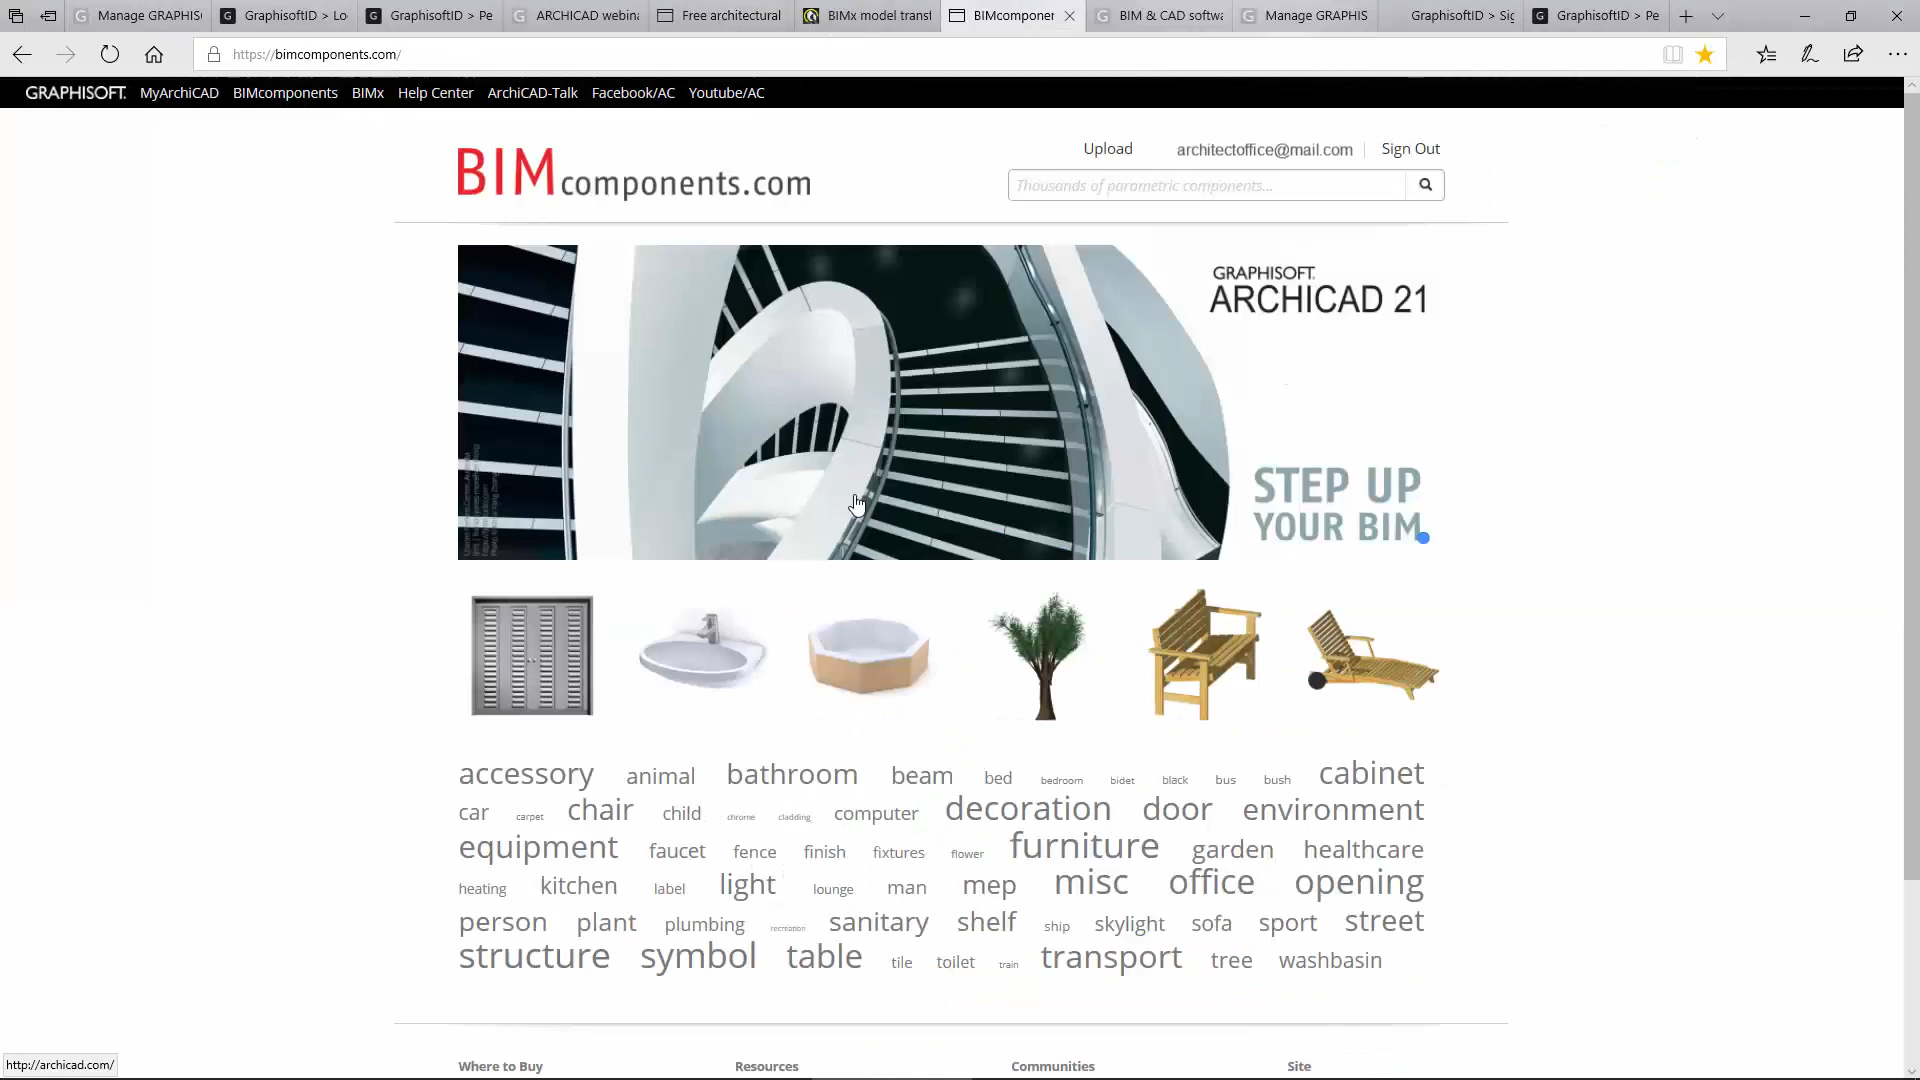 Manage GRAPHIS
GraphisoftID > Lo
GraphisoftID > Pe
ARCHICAD webina
Free architectural
BIMx model transf
BIMcomponer
BIM & CAD softwa
Manage GRAPHIS
GraphisoftID > Sig
GraphisoftID > Pe
https://bimcomponents.com/
GRAPHISOFT. MyArchiCAD BIMcomponents BIMx Help Center ArchiCAD-Talk Facebook/AC Youtube/AC
Upload architectoffice@mail.com Sign Out
BIMcomponents.com
Thousands of parametric components...
GRAPHISOFT.
ARCHICAD 21
STEP UP
YOUR BIM
accessory animal bathroom beam bed bedroom bidet black bus bush cabinet
car carpet chair child chrome cladding computer decoration door environment
equipment faucet fence finish fixtures flower furniture garden healthcare
heating kitchen label light lounge man mep misc office opening
person plant plumbing recreation sanitary shelf ship skylight sofa sport street
structure symbol table tile toilet train transport tree washbasin
http://archicad.com/
Where to Buy Resources Communities Site